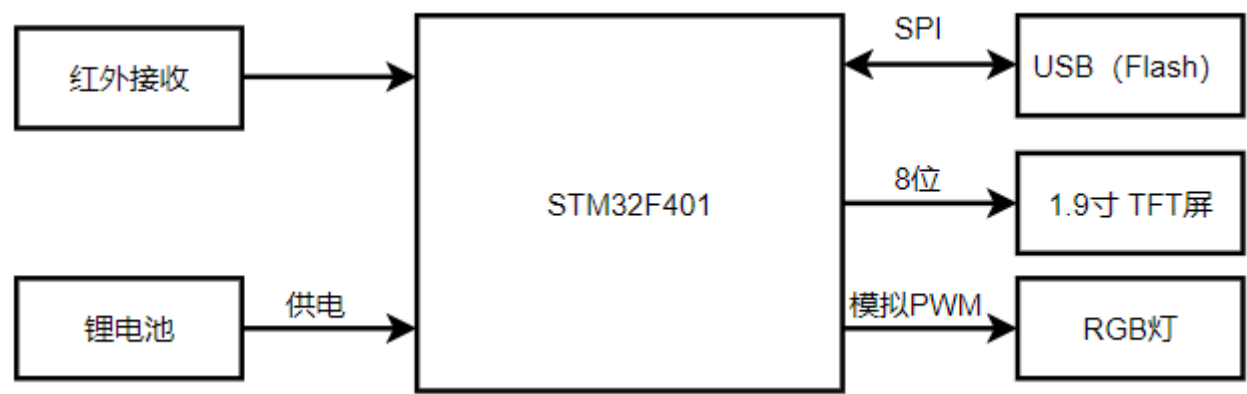 红外接收
SPI
USB（Flash）
STM32F401
8位
1.9寸 TFT屏
锂电池
供电
模拟PWM
RGB灯